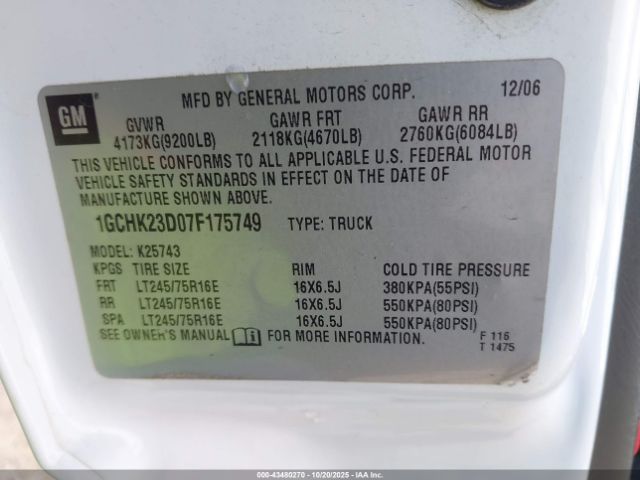 GM
MFD BY GENERAL MOTORS CORP. 12/06
GVWR GAWR FRT GAWR RR
4173KG(9200LB) 2118KG(4670LB) 2760KG(6084LB)
THIS VEHICLE CONFORMS TO ALL APPLICABLE U.S. FEDERAL MOTOR
VEHICLE SAFETY STANDARDS IN EFFECT ON THE DATE OF
MANUFACTURE SHOWN ABOVE.
1GCHK23D07F175749 TYPE: TRUCK
MODEL: K25743
KPGS TIRE SIZE RIM COLD TIRE PRESSURE
FRT LT245/75R16E 16X6.5J 380KPA(55PSI)
RR LT245/75R16E 16X6.5J 550KPA(80PSI)
SPA LT245/75R16E 16X6.5J 550KPA(80PSI)
SEE OWNER'S MANUAL FOR MORE INFORMATION.
F 116
T 1475
000-43480270 - 10/20/2025 - IAA Inc.